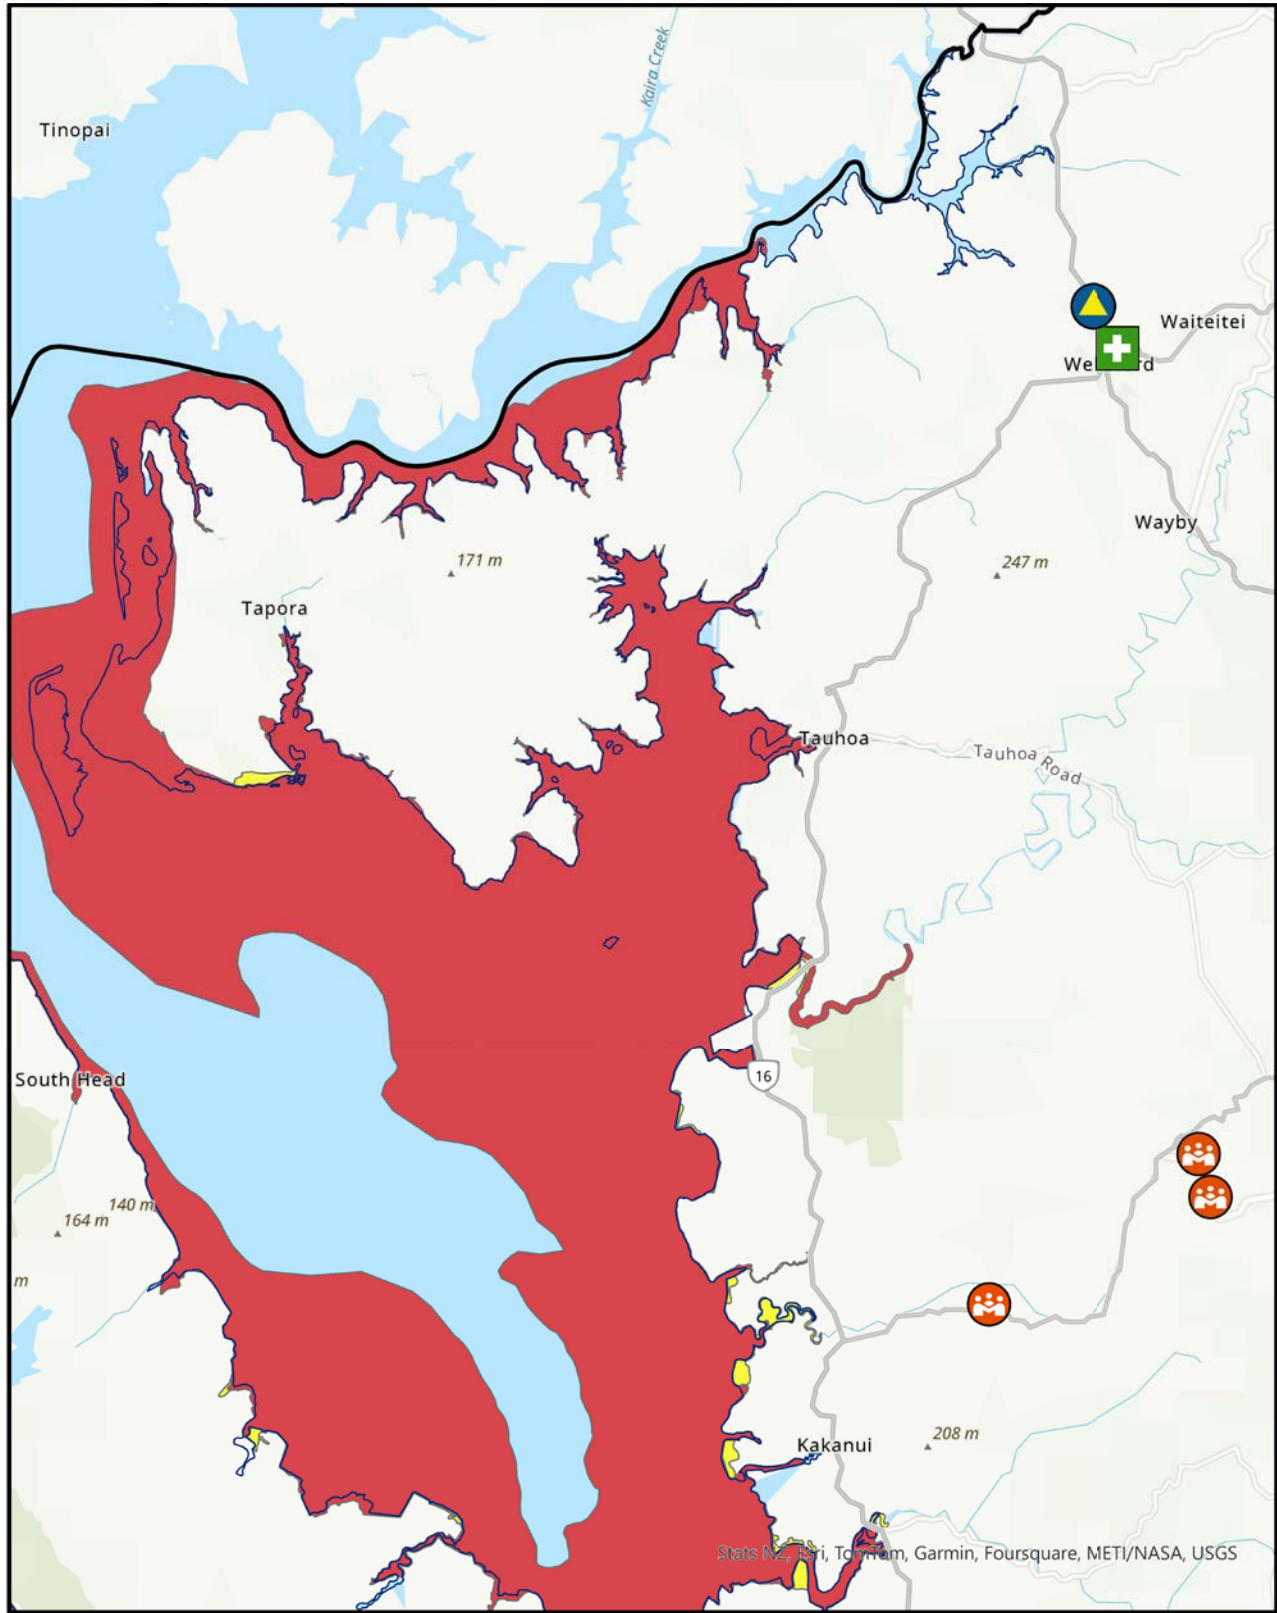 Kaira Creek
Tinopai
Waiteitei
Wayby
171 m
247 m
Tapora
Tauhoa
Tauhoa Road
16
South Head
140 m
164 m
m
208 m
Kakanui
Stats NZ, Esri, TomTom, Garmin, Foursquare, METI/NASA, USGS